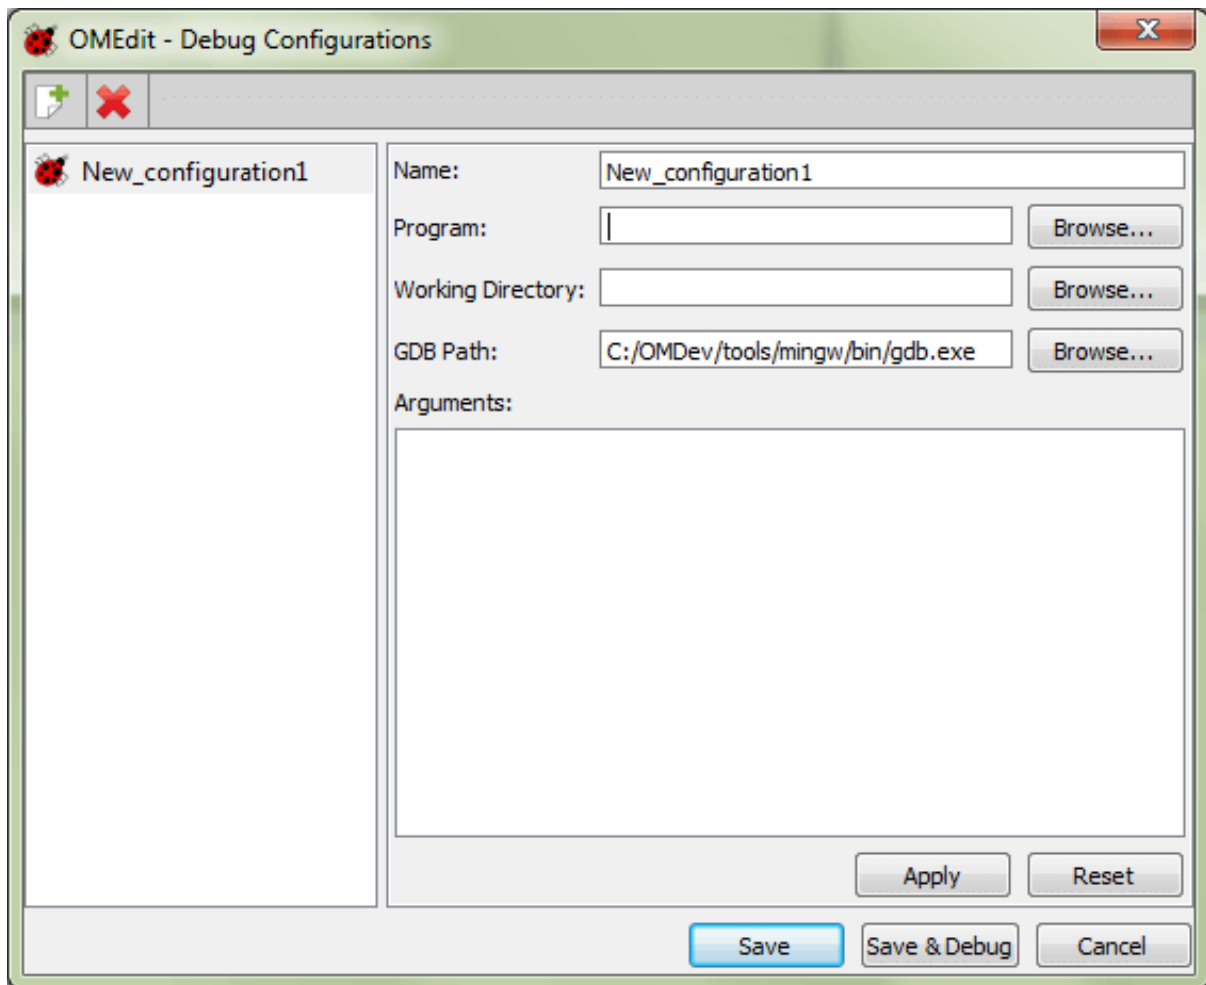 OMEdit - Debug Configurations
New_configuration1
Name: New_configuration1
Program: Browse...
Working Directory: Browse...
GDB Path: C:/OMDev/tools/mingw/bin/gdb.exe Browse...
Arguments:
Apply Reset
Save Save & Debug Cancel